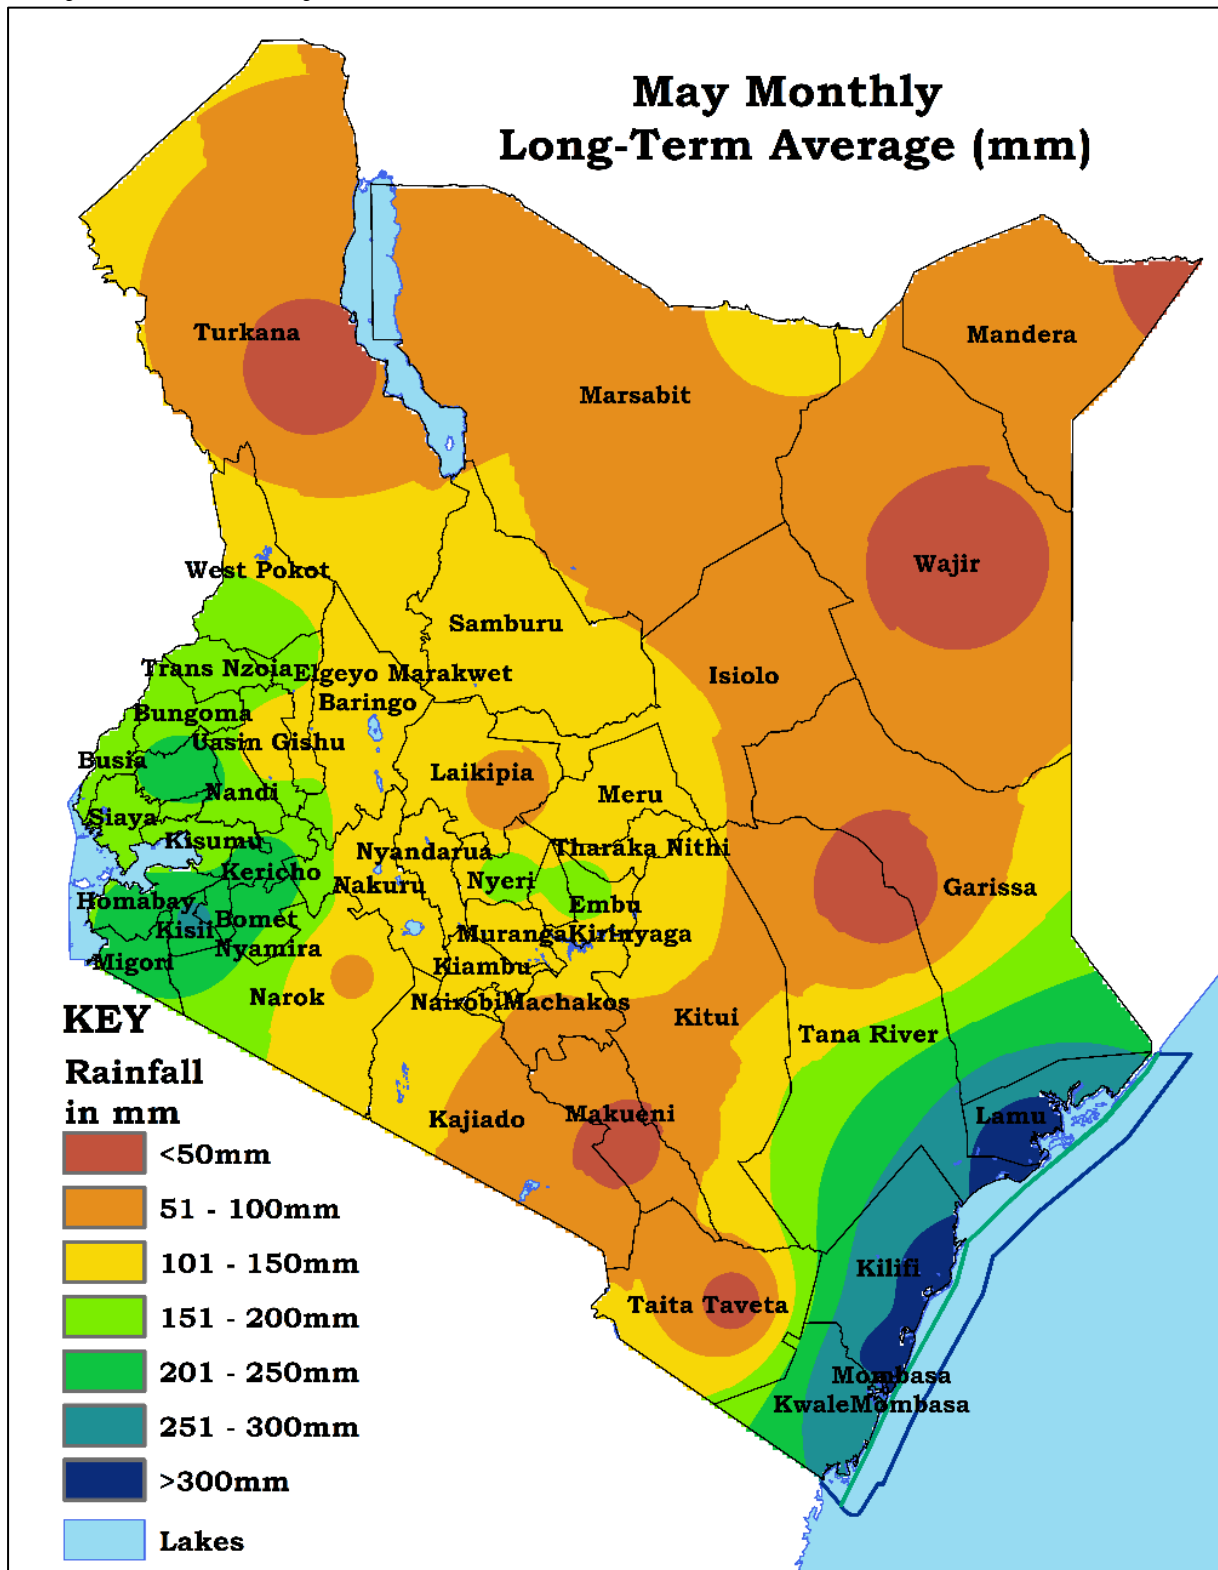 May Monthly
Long-Term Average (mm)
Turkana
Mandera
Marsabit
Wajir
West Pokot
Samburu
Trans Nzoia
Elgeyo Marakwet
Isiolo
Baringo
Bungoma
Uasin Gishu
Busia
Laikipia
Nandi
Meru
Siaya
Kisumu
Nyandarua
Tharaka Nithi
Kericho
Nakuru
Nyeri
Garissa
Homabay
Embu
Kisii
Bomet
Muranga
Kirinyaga
Nyamira
Migori
Kiambu
Narok
Nairobi
Machakos
Kitui
Tana River
Kajiado
Makueni
Lamu
Kilifi
Taita Taveta
Mombasa
Kwale
Mombasa
KEY
Rainfall
in mm
<50mm
51 - 100mm
101 - 150mm
151 - 200mm
201 - 250mm
251 - 300mm
>300mm
Lakes